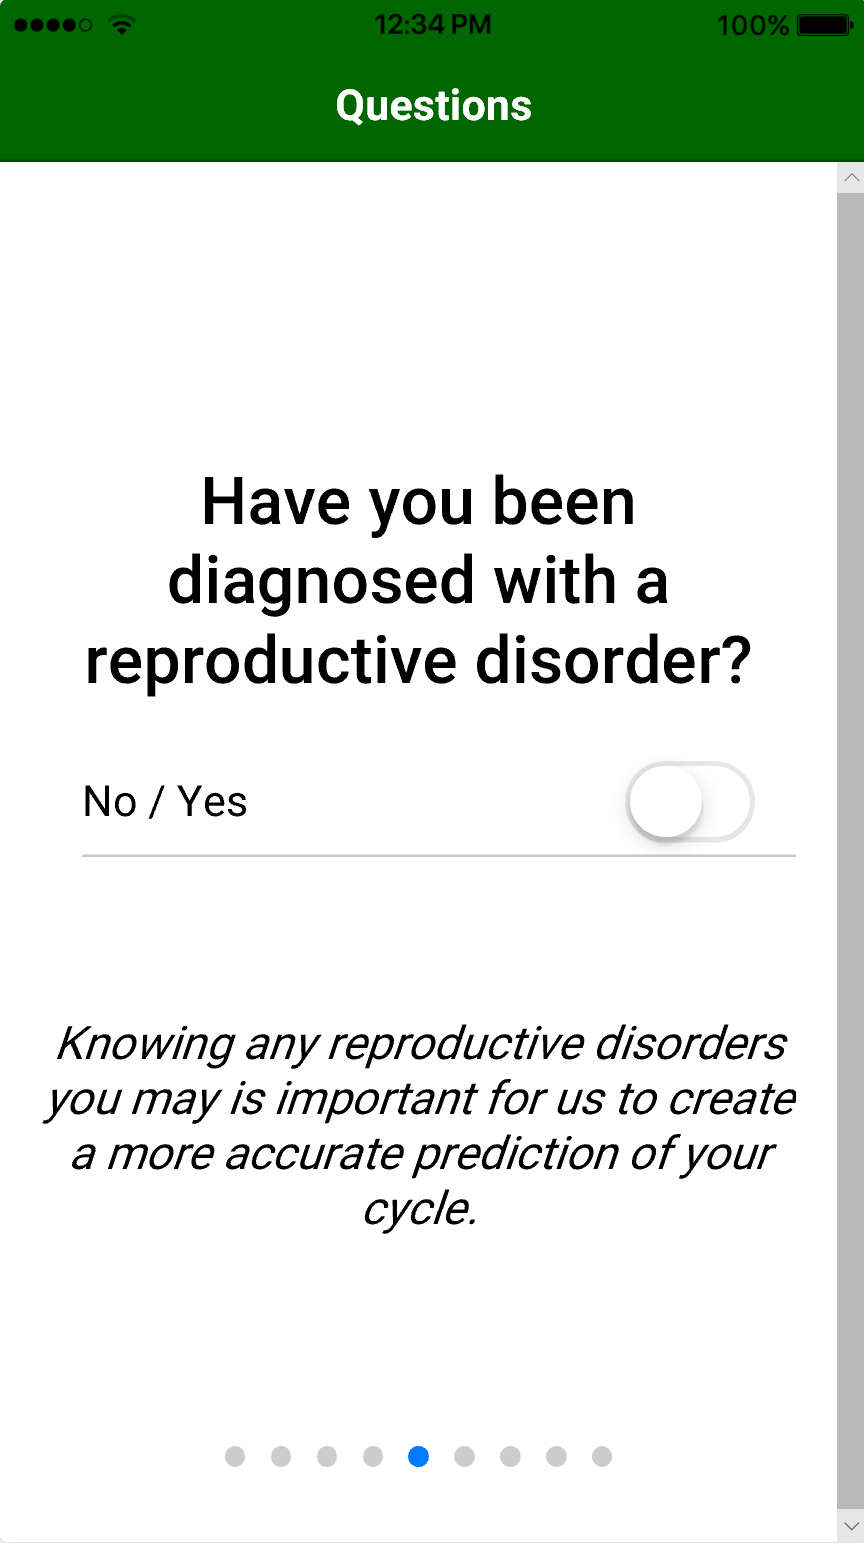 12:34 PM
100%
Questions
Have you been
diagnosed with a
reproductive disorder?
No / Yes
Knowing any reproductive disorders
you may is important for us to create
a more accurate prediction of your
cycle.